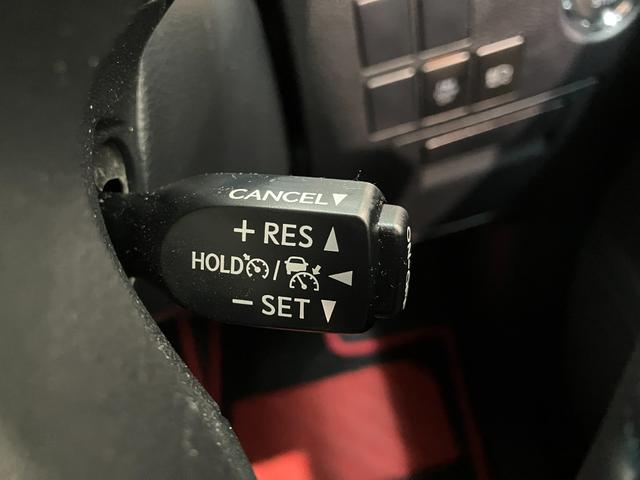 CANCEL▼
+ RES ▲
HOLD / ◀
− SET ▼